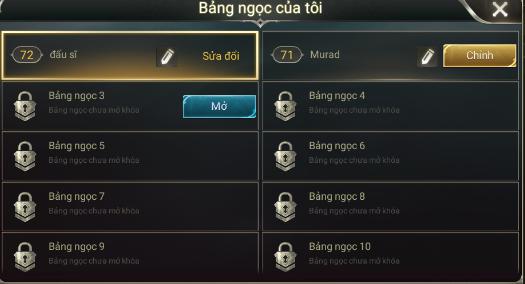 Bảng ngọc của tôi
72 đấu sĩ Sửa đổi
71 Murad Chỉnh
Bảng ngọc 3
Bảng ngọc chưa mở khóa
Mở
Bảng ngọc 4
Bảng ngọc chưa mở khóa
Bảng ngọc 5
Bảng ngọc chưa mở khóa
Bảng ngọc 6
Bảng ngọc chưa mở khóa
Bảng ngọc 7
Bảng ngọc chưa mở khóa
Bảng ngọc 8
Bảng ngọc chưa mở khóa
Bảng ngọc 9
Bảng ngọc chưa mở khóa
Bảng ngọc 10
Bảng ngọc chưa mở khóa